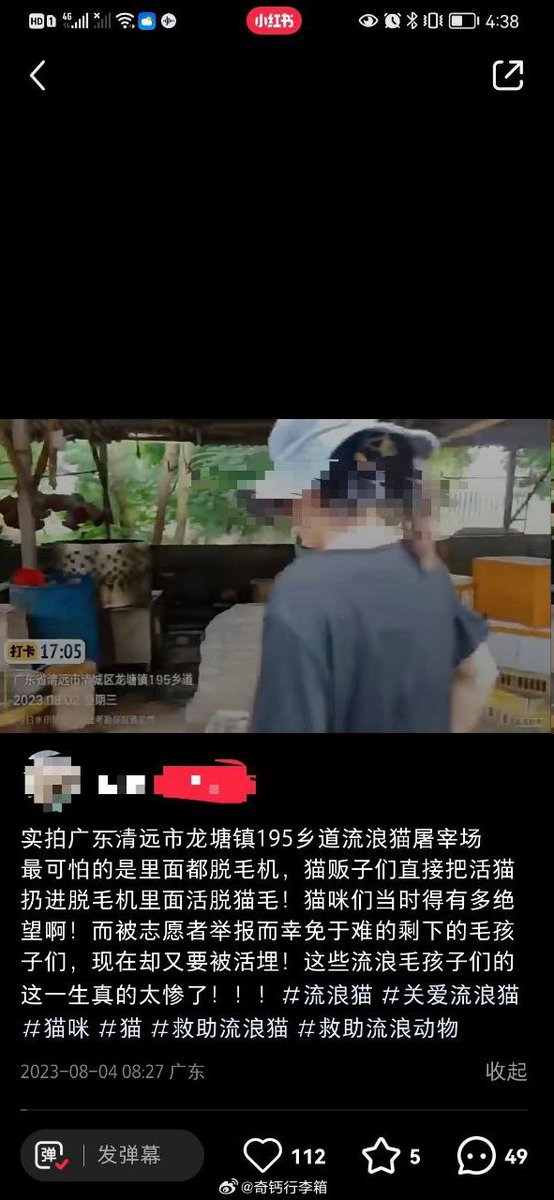 HD 1 4G
小红书
4:38
打卡 17:05
广东省清远市清城区龙塘镇195乡道
2023.08.02 星期三
实拍广东清远市龙塘镇195乡道流浪猫屠宰场
最可怕的是里面都脱毛机，猫贩子们直接把活猫
扔进脱毛机里面活脱猫毛！猫咪们当时得有多绝
望啊！而被志愿者举报而幸免于难的剩下的毛孩
子们，现在却又要被活埋！这些流浪毛孩子们的
这一生真的太惨了！！！#流浪猫 #关爱流浪猫
#猫咪 #猫 #救助流浪猫 #救助流浪动物
2023-08-04 08:27 广东 收起
弹 发弹幕 112 5 49
@奇钙行李箱